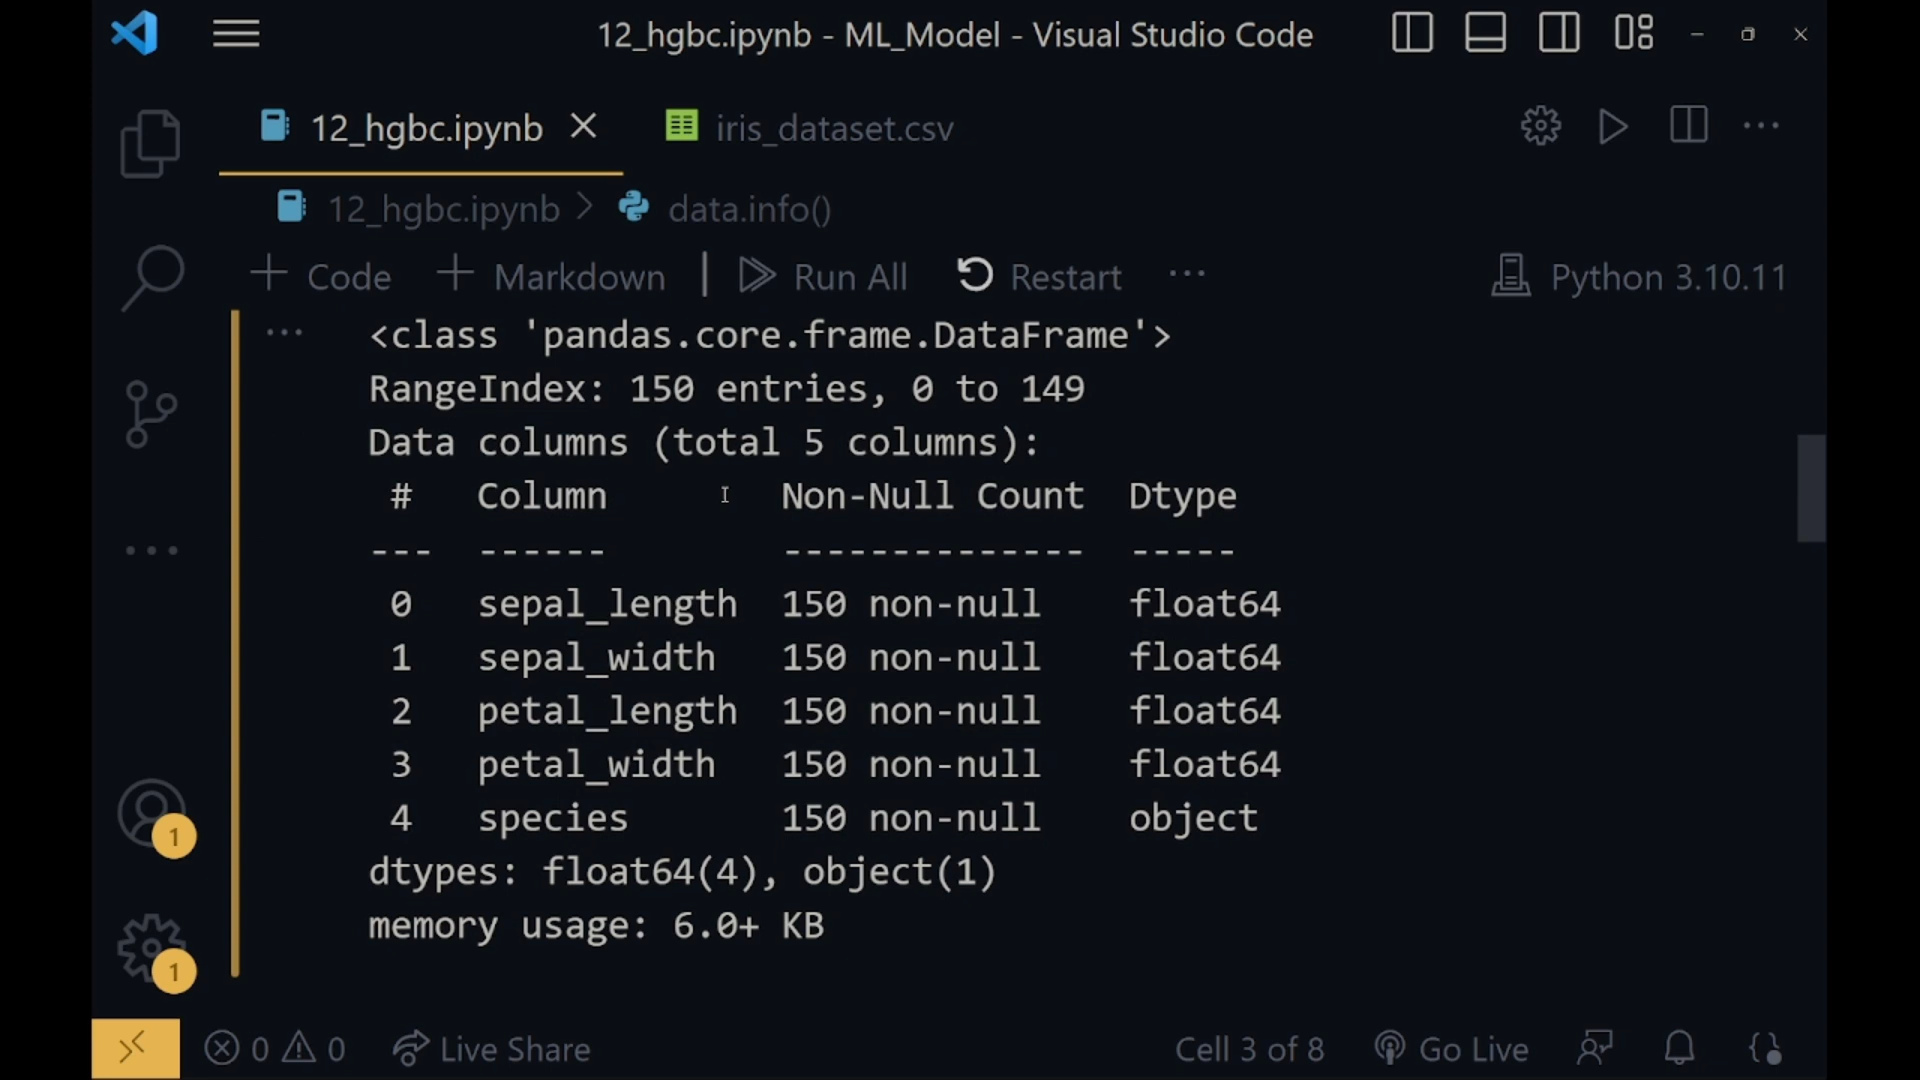 12_hgbc.ipynb - ML_Model - Visual Studio Code
12_hgbc.ipynb iris_dataset.csv
12_hgbc.ipynb > data.info()
+ Code + Markdown | Run All Restart ... Python 3.10.11
... <class 'pandas.core.frame.DataFrame'>
RangeIndex: 150 entries, 0 to 149
Data columns (total 5 columns):
# Column Non-Null Count Dtype
--- ------ -------------- -----
0 sepal_length 150 non-null float64
1 sepal_width 150 non-null float64
2 petal_length 150 non-null float64
3 petal_width 150 non-null float64
4 species 150 non-null object
dtypes: float64(4), object(1)
memory usage: 6.0+ KB
1
1
0 0 Live Share Cell 3 of 8 Go Live